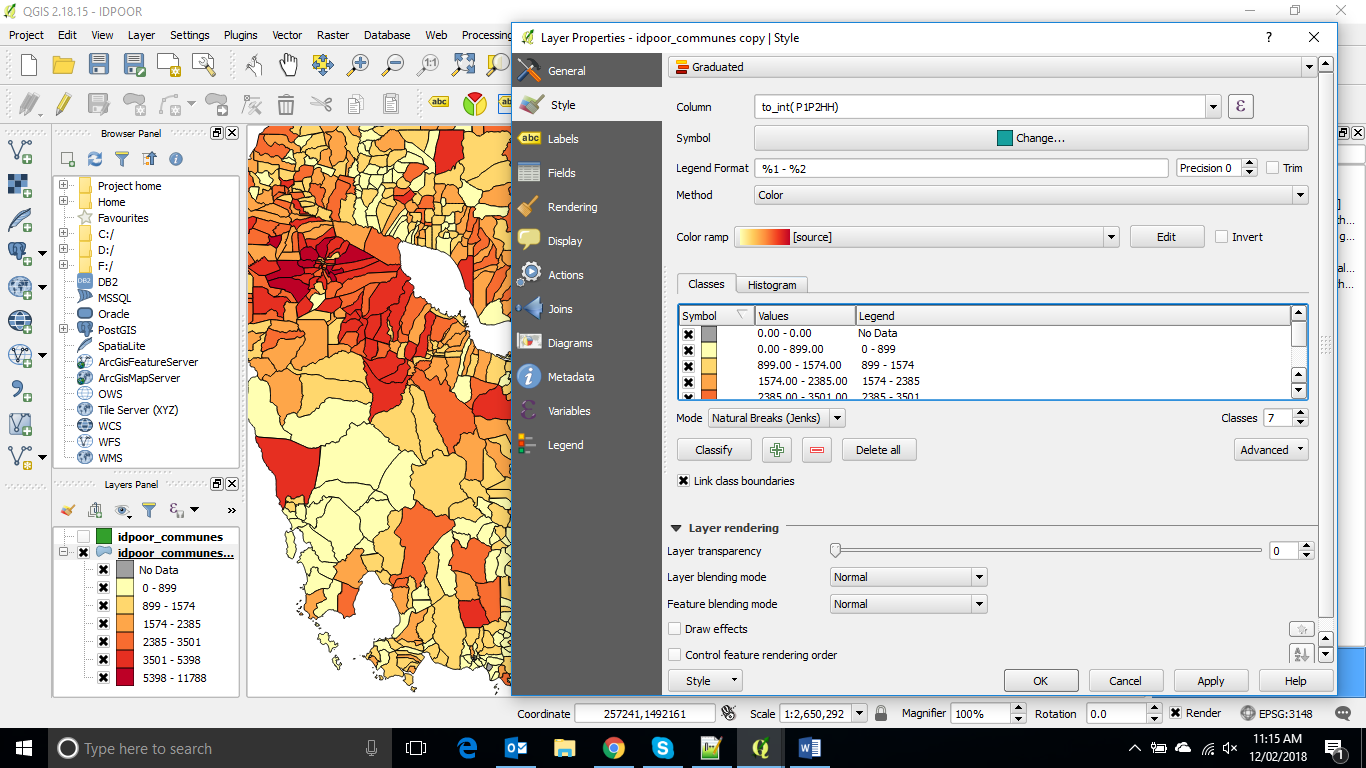 QGIS 2.18.15 - IDPOOR
Project Edit View Layer Settings Plugins Vector Raster Database Web Processing
Browser Panel
Project home
Home
Favourites
C:/
D:/
F:/
DB2
MSSQL
Oracle
PostGIS
SpatiaLite
ArcGisFeatureServer
ArcGisMapServer
OWS
Tile Server (XYZ)
WCS
WFS
WMS
Layers Panel
idpoor_communes
idpoor_communes...
No Data
0 - 899
899 - 1574
1574 - 2385
2385 - 3501
3501 - 5398
5398 - 11788
Layer Properties - idpoor_communes copy | Style
General
Style
Labels
Fields
Rendering
Display
Actions
Joins
Diagrams
Metadata
Variables
Legend
Graduated
Column to_int( P1P2HH)
Symbol Change...
Legend Format %1 - %2 Precision 0 Trim
Method Color
Color ramp [source] Edit Invert
Classes Histogram
Symbol Values Legend
0.00 - 0.00 No Data
0.00 - 899.00 0 - 899
899.00 - 1574.00 899 - 1574
1574.00 - 2385.00 1574 - 2385
2385.00 - 3501.00 2385 - 3501
Mode Natural Breaks (Jenks) Classes 7
Classify Delete all Advanced
Link class boundaries
Layer rendering
Layer transparency 0
Layer blending mode Normal
Feature blending mode Normal
Draw effects
Control feature rendering order
Style OK Cancel Apply Help
Coordinate 257241,1492161 Scale 1:2,650,292 Magnifier 100% Rotation 0.0 Render EPSG:3148
Type here to search
11:15 AM
12/02/2018